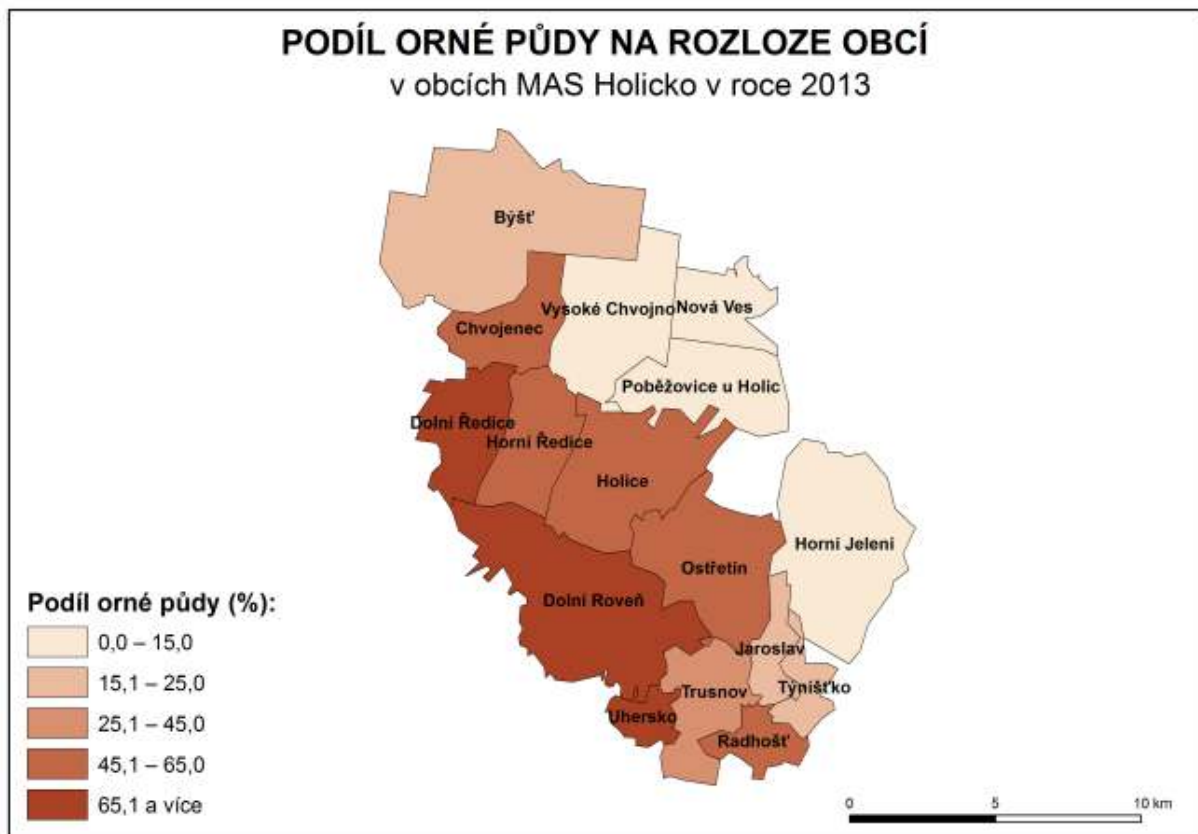 PODÍL ORNÉ PŮDY NA ROZLOZE OBCÍ
v obcích MAS Holicko v roce 2013
Býšť
Vysoké Chvojno
Nová Ves
Chvojenec
Poběžovice u Holic
Dolní Ředice
Horní Ředice
Holice
Horní Jelení
Ostřetín
Dolní Roveň
Jaroslav
Týnišťko
Trusnov
Uhersko
Radhošť
Podíl orné půdy (%):
0,0 – 15,0
15,1 – 25,0
25,1 – 45,0
45,1 – 65,0
65,1 a více
0 5 10 km